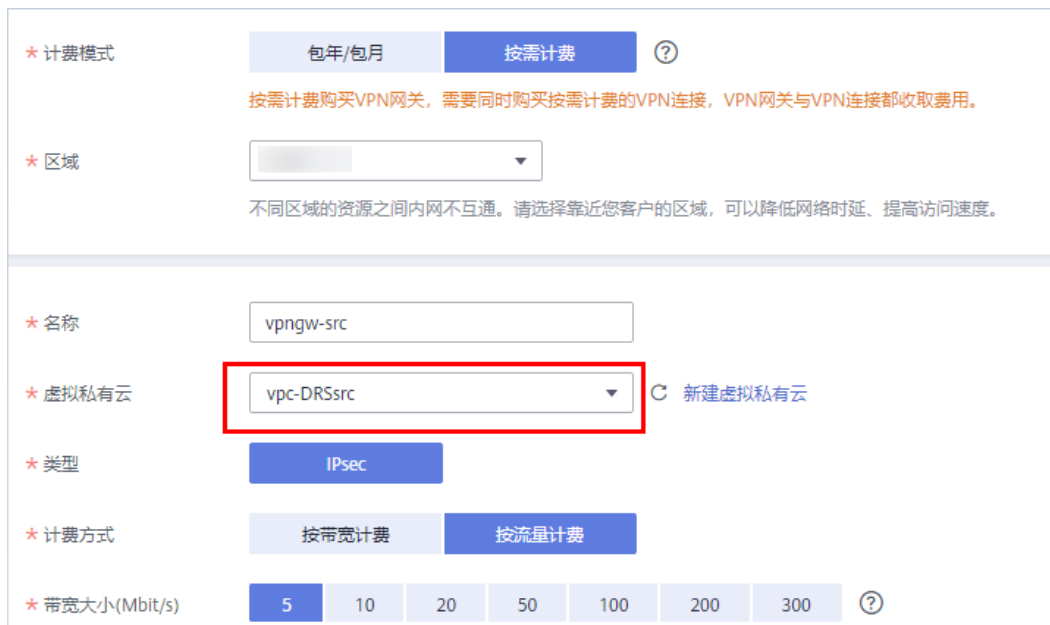 * 计费模式 包年/包月 按需计费 ?
按需计费购买VPN网关，需要同时购买按需计费的VPN连接，VPN网关与VPN连接都收取费用。
* 区域
不同区域的资源之间内网不互通。请选择靠近您客户的区域，可以降低网络时延、提高访问速度。
* 名称 vpngw-src
* 虚拟私有云 vpc-DRSsrc 新建虚拟私有云
* 类型 IPsec
* 计费方式 按带宽计费 按流量计费
* 带宽大小(Mbit/s) 5 10 20 50 100 200 300 ?